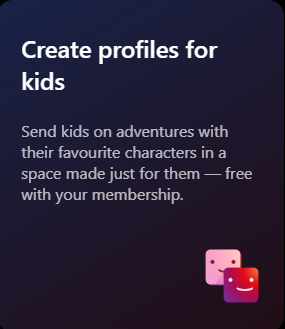 Create profiles for
kids
Send kids on adventures with
their favourite characters in a
space made just for them — free
with your membership.